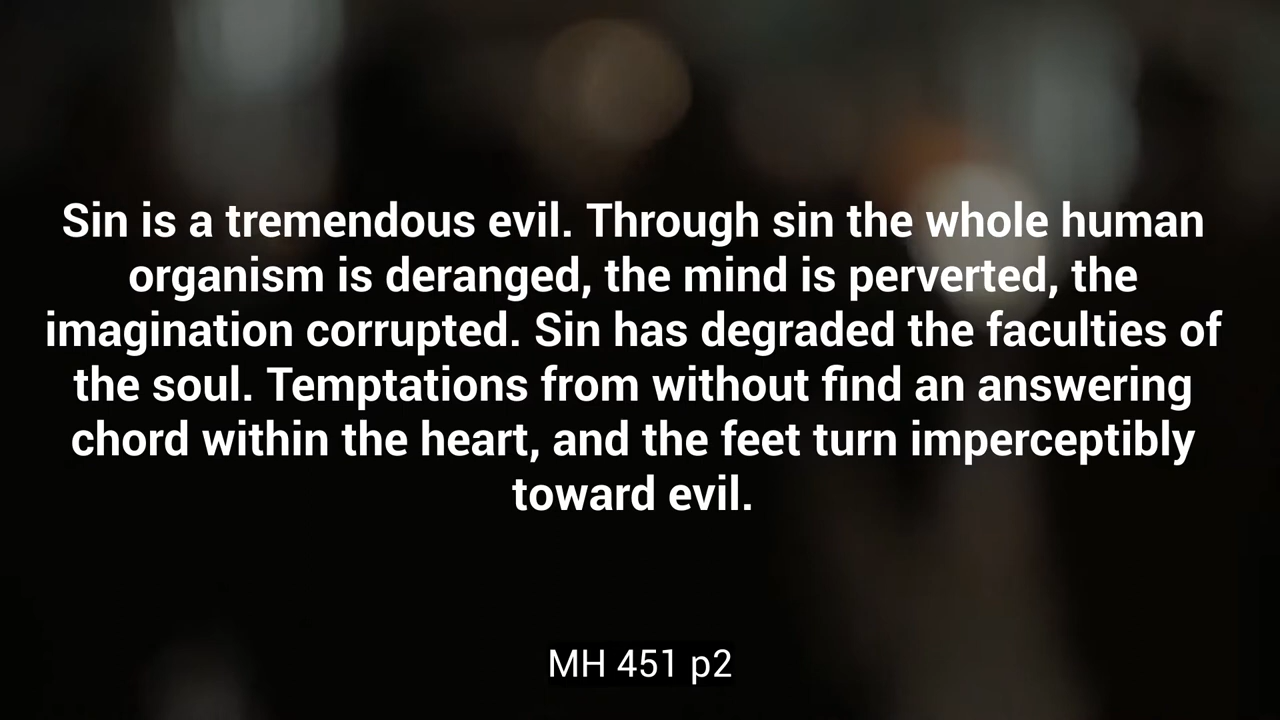 Sin is a tremendous evil. Through sin the whole human
organism is deranged, the mind is perverted, the
imagination corrupted. Sin has degraded the faculties of
the soul. Temptations from without find an answering
chord within the heart, and the feet turn imperceptibly
toward evil.
MH 451 p2